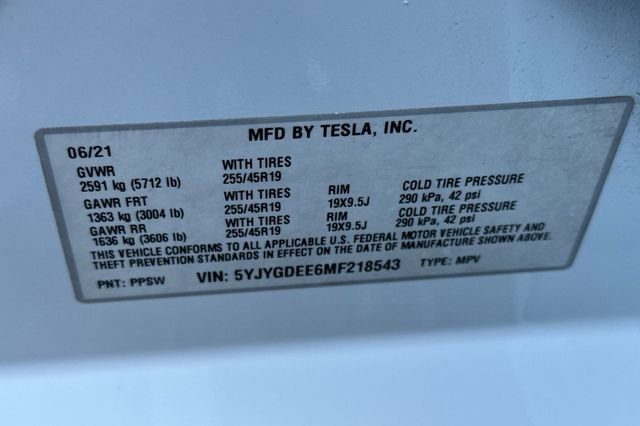 MFD BY TESLA, INC.
06/21
GVWR WITH TIRES
2591 kg (5712 lb) 255/45R19
GAWR FRT WITH TIRES RIM COLD TIRE PRESSURE
1363 kg (3004 lb) 255/45R19 19X9.5J 290 kPa, 42 psi
GAWR RR WITH TIRES RIM COLD TIRE PRESSURE
1636 kg (3606 lb) 255/45R19 19X9.5J 290 kPa, 42 psi
THIS VEHICLE CONFORMS TO ALL APPLICABLE U.S. FEDERAL MOTOR VEHICLE SAFETY AND
THEFT PREVENTION STANDARDS IN EFFECT ON THE DATE OF MANUFACTURE SHOWN ABOVE.
PNT: PPSW VIN: 5YJYGDEE6MF218543 TYPE: MPV